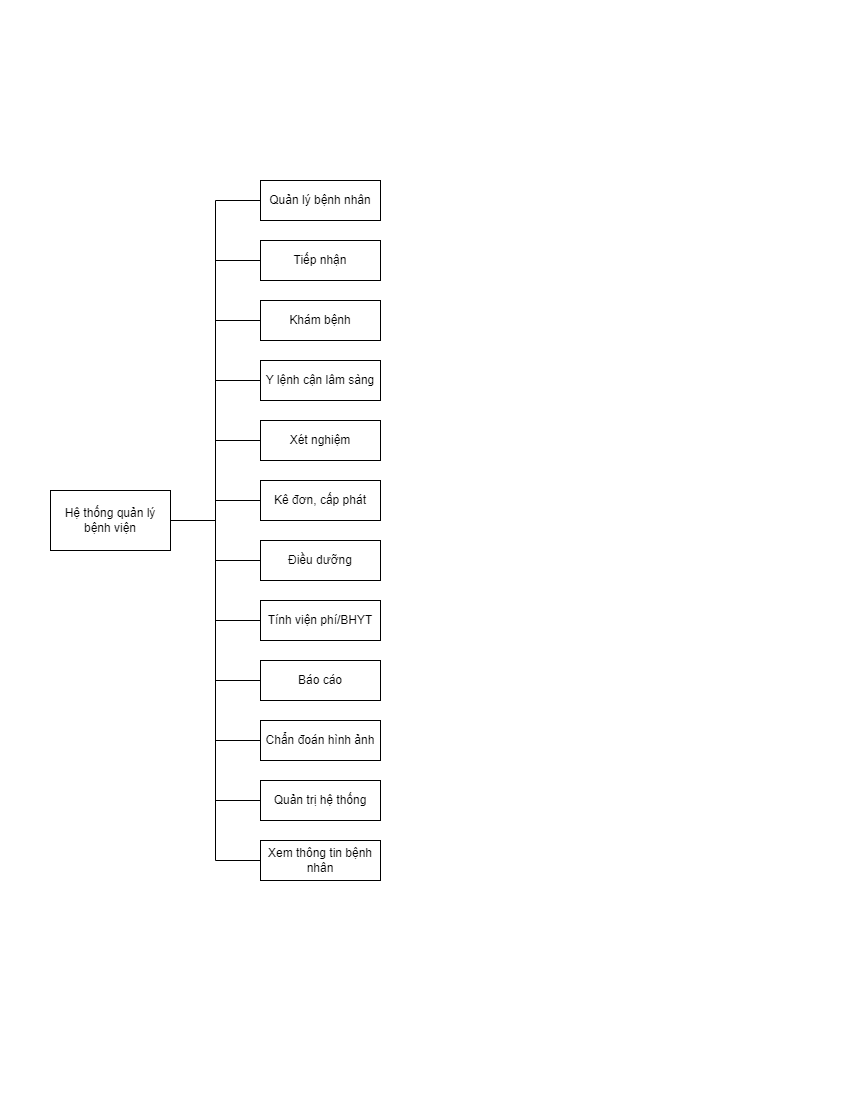 Quản lý bệnh nhân
Tiếp nhận
Khám bệnh
Y lệnh cận lâm sàng
Xét nghiệm
Hệ thống quản lý
bệnh viện
Kê đơn, cấp phát
Điều dưỡng
Tính viện phí/BHYT
Báo cáo
Chẩn đoán hình ảnh
Quản trị hệ thống
Xem thông tin bệnh
nhân